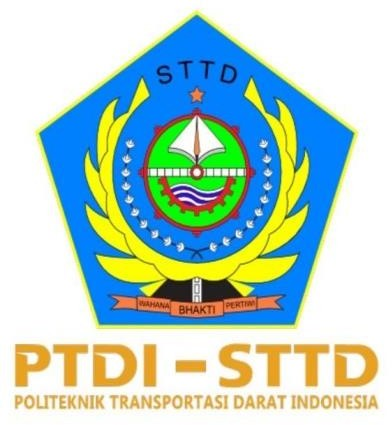 STTD
WAHANA BHAKTI PERTIWI
PTDI - STTD
POLITEKNIK TRANSPORTASI DARAT INDONESIA